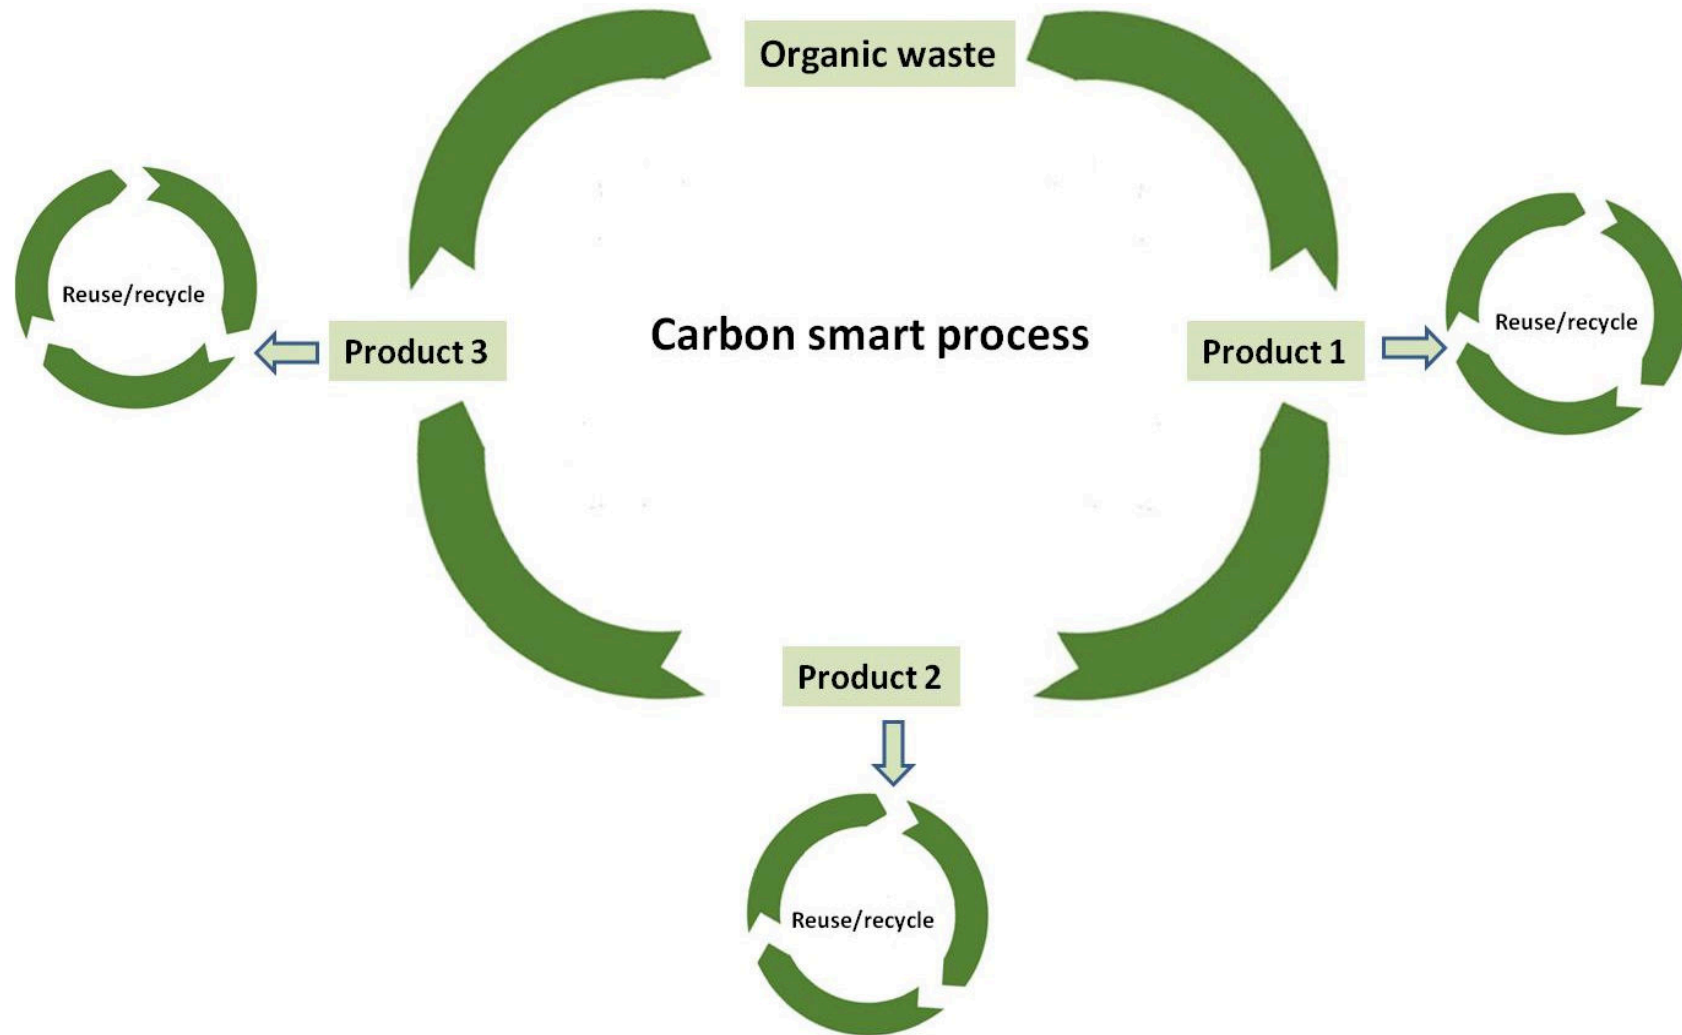 Organic waste
Reuse/recycle
Reuse/recycle
Carbon smart process
Product 3
Product 1
Product 2
Reuse/recycle